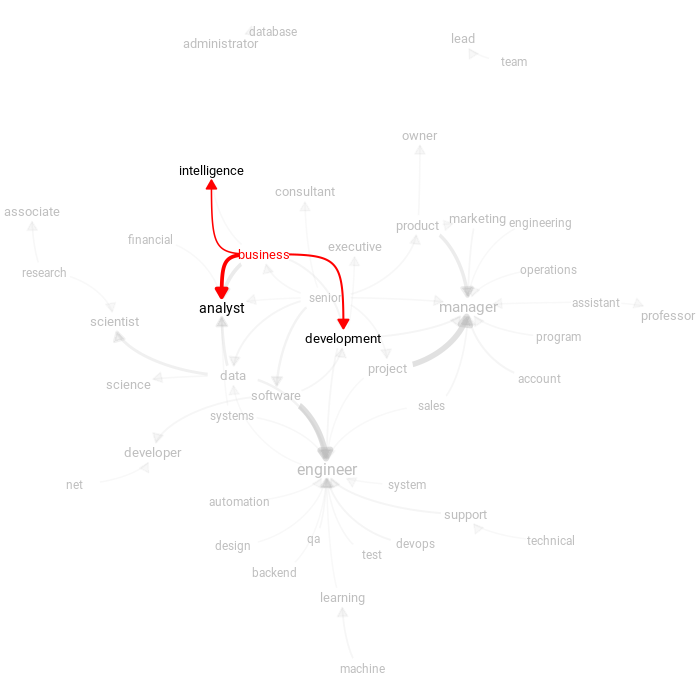 database
administrator
lead
team
owner
intelligence
consultant
associate
product
marketing
engineering
financial
executive
business
research
operations
senior
analyst
manager
assistant
professor
scientist
development
program
project
data
science
account
software
sales
systems
developer
engineer
net
system
automation
support
qa
technical
design
devops
test
backend
learning
machine